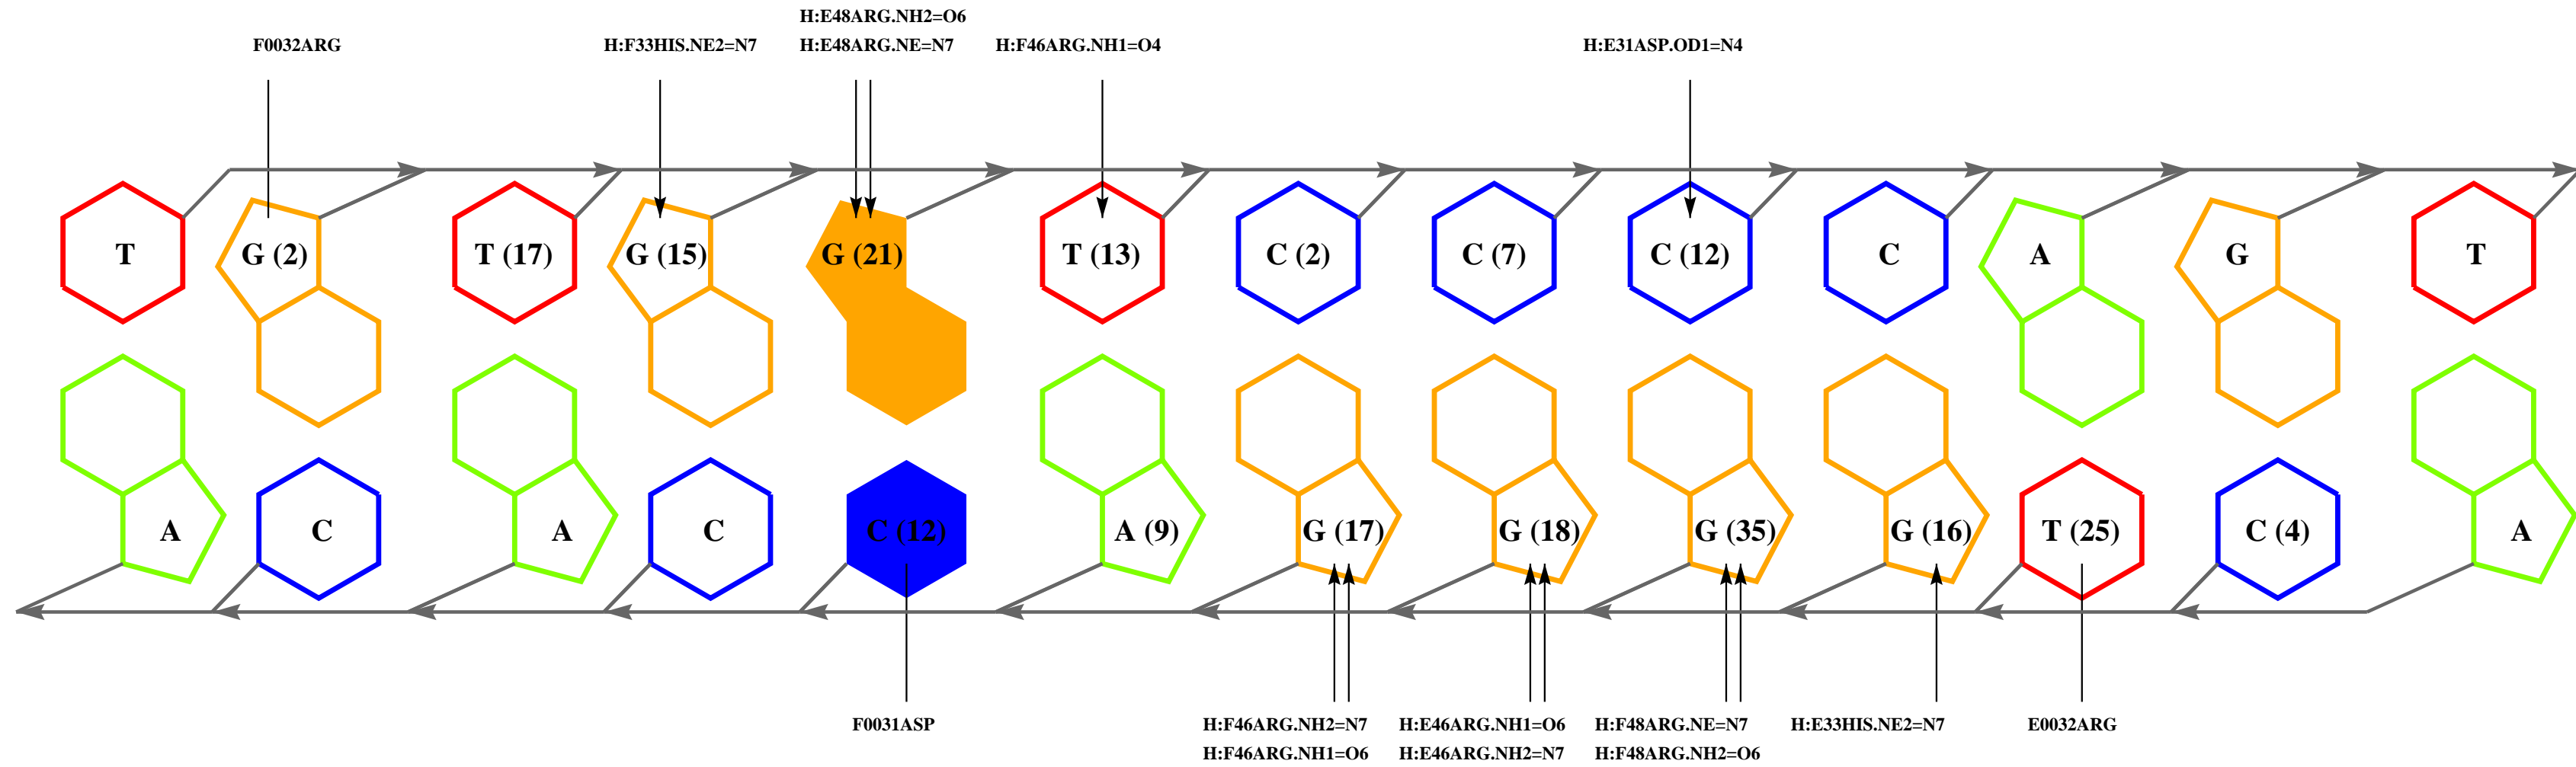 H:E48ARG.NH2=O6
F0032ARG H:F33HIS.NE2=N7 H:E48ARG.NE=N7 H:F46ARG.NH1=O4 H:E31ASP.OD1=N4
T G (2) T (17) G (15) G (21) T (13) C (2) C (7) C (12) C A G T
A C A C C (12) A (9) G (17) G (18) G (35) G (16) T (25) C (4) A
F0031ASP H:F46ARG.NH2=N7 H:E46ARG.NH1=O6 H:F48ARG.NE=N7 H:E33HIS.NE2=N7 E0032ARG
H:F46ARG.NH1=O6 H:E46ARG.NH2=N7 H:F48ARG.NH2=O6